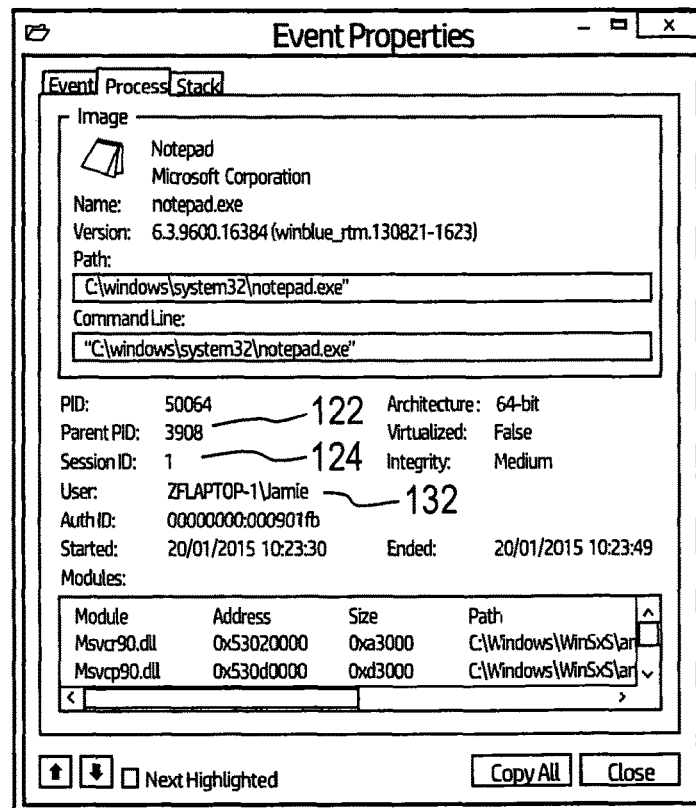 Event Properties
Event Process Stack
Image
Notepad
Microsoft Corporation
Name: notepad.exe
Version: 6.3.9600.16384 (winblue_rtm.130821-1623)
Path:
C:\windows\system32\notepad.exe"
Command Line:
"C:\windows\system32\notepad.exe"
PID: 50064 Architecture: 64-bit
Parent PID: 3908 122 Virtualized: False
Session ID: 1 124 Integrity: Medium
User: ZFLAPTOP-1\Jamie 132
Auth ID: 00000000:000901fb
Started: 20/01/2015 10:23:30 Ended: 20/01/2015 10:23:49
Modules:
Module Address Size Path
Msvcr90.dll 0x53020000 0xa3000 C:\Windows\WinSxS\an
Msvcp90.dll 0x530d0000 0xd3000 C:\Windows\WinSxS\an
Next Highlighted Copy All Close